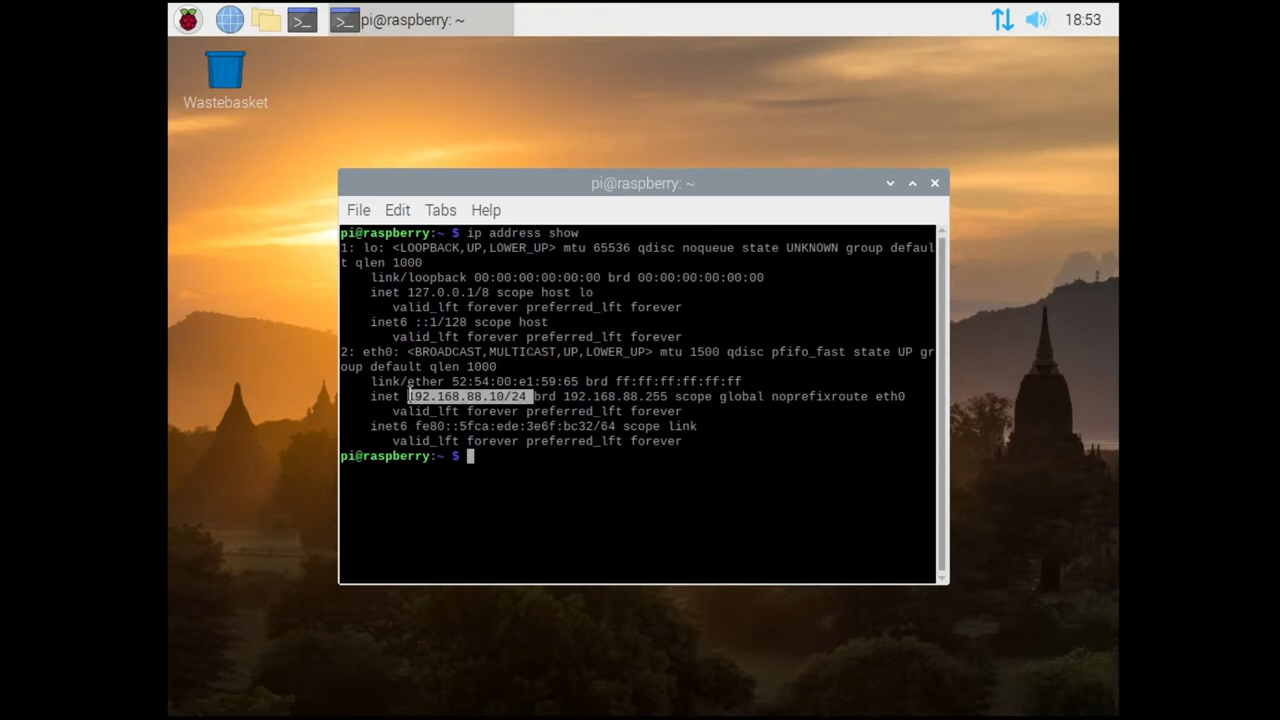 pi@raspberry: ~
18:53
Wastebasket
pi@raspberry: ~
File Edit Tabs Help
pi@raspberry:~ $ ip address show
1: lo: <LOOPBACK,UP,LOWER_UP> mtu 65536 qdisc noqueue state UNKNOWN group defaul
t qlen 1000
link/loopback 00:00:00:00:00:00 brd 00:00:00:00:00:00
inet 127.0.0.1/8 scope host lo
valid_lft forever preferred_lft forever
inet6 ::1/128 scope host
valid_lft forever preferred_lft forever
2: eth0: <BROADCAST,MULTICAST,UP,LOWER_UP> mtu 1500 qdisc pfifo_fast state UP gr
oup default qlen 1000
link/ether 52:54:00:e1:59:65 brd ff:ff:ff:ff:ff:ff
inet 192.168.88.10/24 brd 192.168.88.255 scope global noprefixroute eth0
valid_lft forever preferred_lft forever
inet6 fe80::5fca:ede:3e6f:bc32/64 scope link
valid_lft forever preferred_lft forever
pi@raspberry:~ $